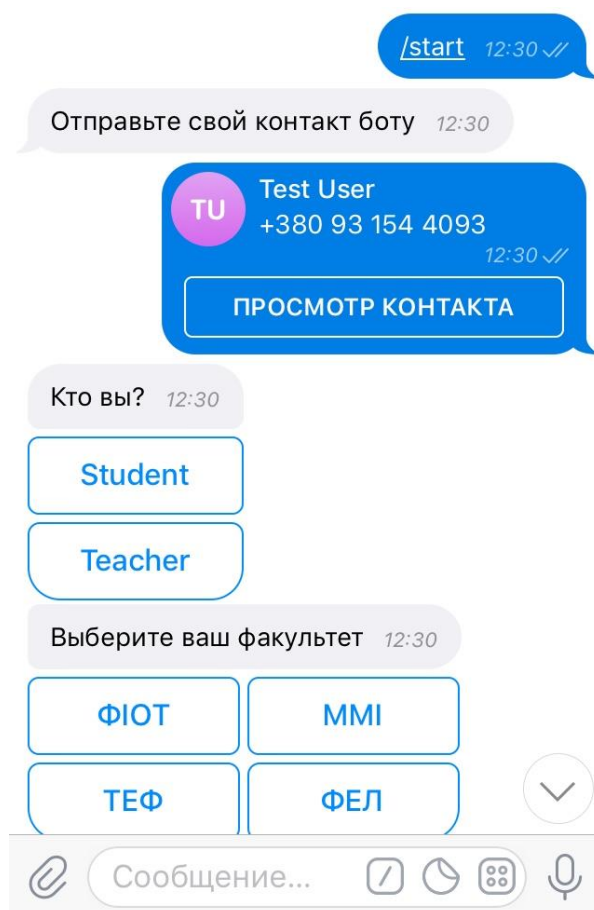 /start 12:30
Отправьте свой контакт боту 12:30
TU
Test User
+380 93 154 4093
12:30
ПРОСМОТР КОНТАКТА
Кто вы? 12:30
Student
Teacher
Выберите ваш факультет 12:30
ФІОТ ММІ
ТЕФ ФЕЛ
Сообщение...